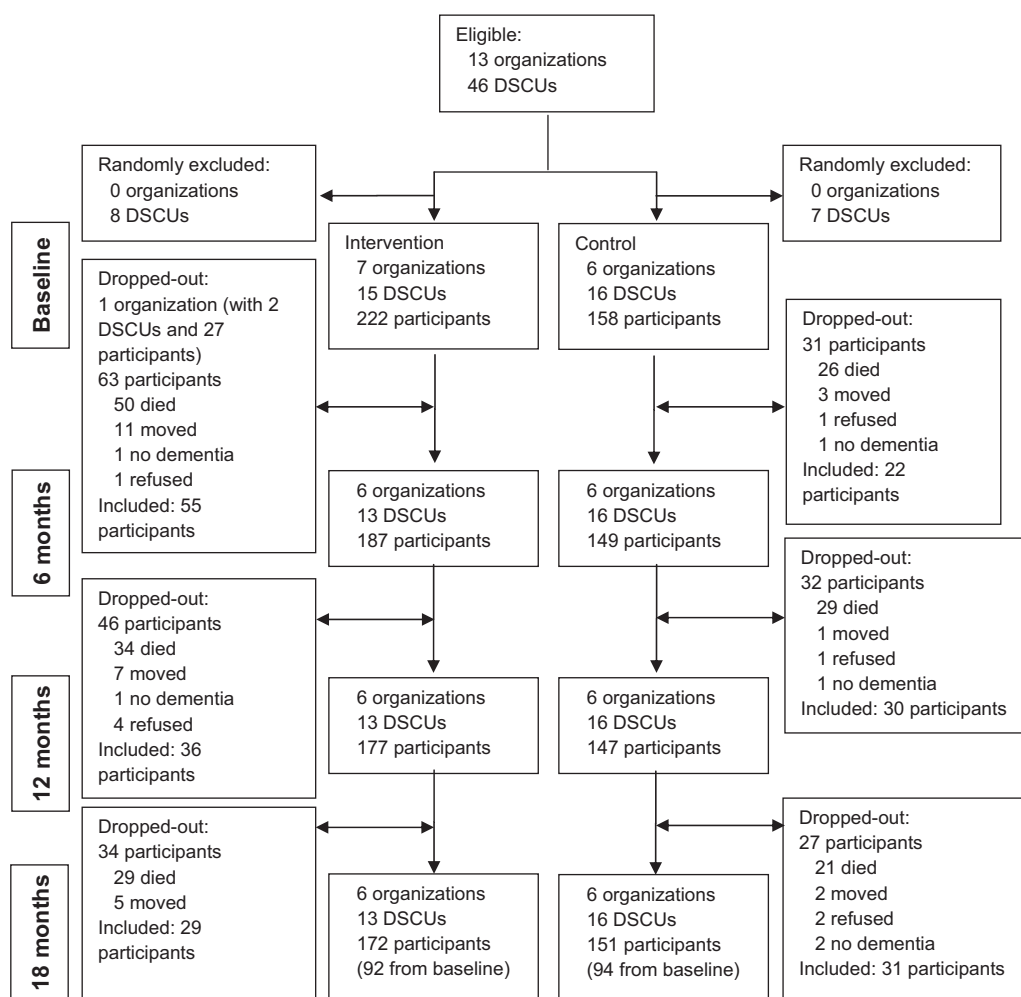 Eligible:
13 organizations
46 DSCUs
Randomly excluded:
0 organizations
8 DSCUs
Randomly excluded:
0 organizations
7 DSCUs
Baseline
Intervention
7 organizations
15 DSCUs
222 participants
Control
6 organizations
16 DSCUs
158 participants
Dropped-out:
1 organization (with 2
DSCUs and 27
participants)
63 participants
50 died
11 moved
1 no dementia
1 refused
Included: 55
participants
Dropped-out:
31 participants
26 died
3 moved
1 refused
1 no dementia
Included: 22
participants
6 months
6 organizations
13 DSCUs
187 participants
6 organizations
16 DSCUs
149 participants
Dropped-out:
46 participants
34 died
7 moved
1 no dementia
4 refused
Included: 36
participants
Dropped-out:
32 participants
29 died
1 moved
1 refused
1 no dementia
Included: 30 participants
12 months
6 organizations
13 DSCUs
177 participants
6 organizations
16 DSCUs
147 participants
Dropped-out:
34 participants
29 died
5 moved
Included: 29
participants
Dropped-out:
27 participants
21 died
2 moved
2 refused
2 no dementia
Included: 31 participants
18 months
6 organizations
13 DSCUs
172 participants
(92 from baseline)
6 organizations
16 DSCUs
151 participants
(94 from baseline)